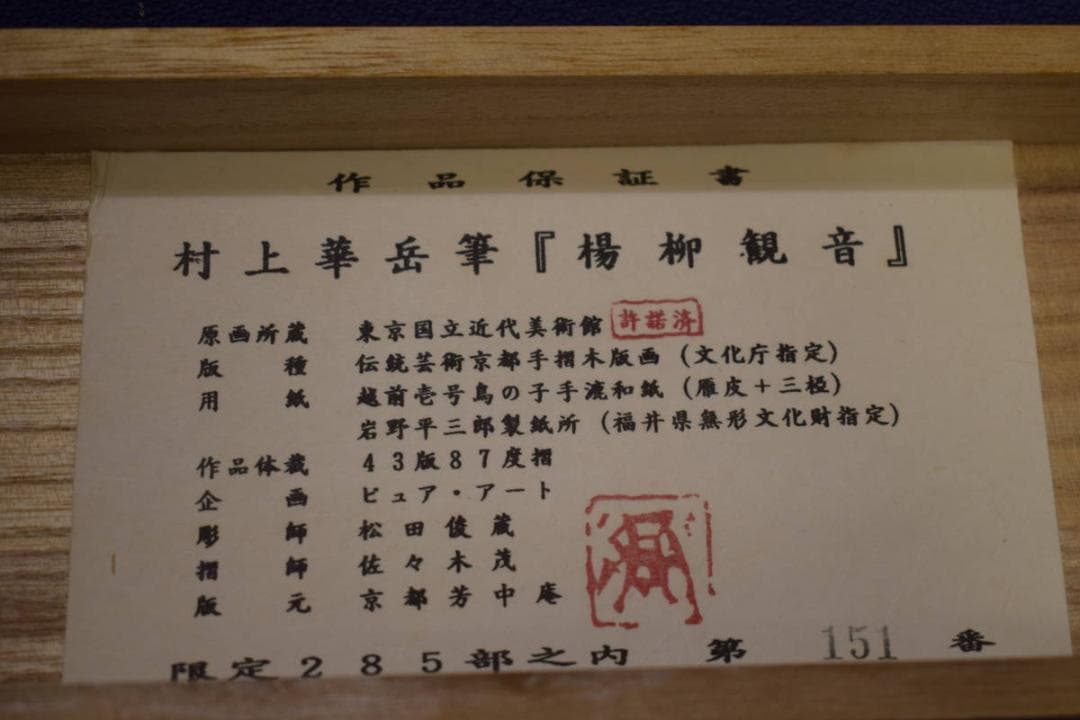 作品保証書
村上華岳筆『楊柳観音』
原画所蔵 東京国立近代美術館 許諾済
版種 伝統芸術京都手摺木版画(文化庁指定)
用紙 越前壱号鳥の子手漉和紙(雁皮+三椏)
岩野平三郎製紙所(福井県無形文化財指定)
作品体裁 43版87度摺
企画 ピュア・アート
彫師 松田俊蔵
摺師 佐々木茂
版元 京都芳中庵
限定285部之内 第 151 番